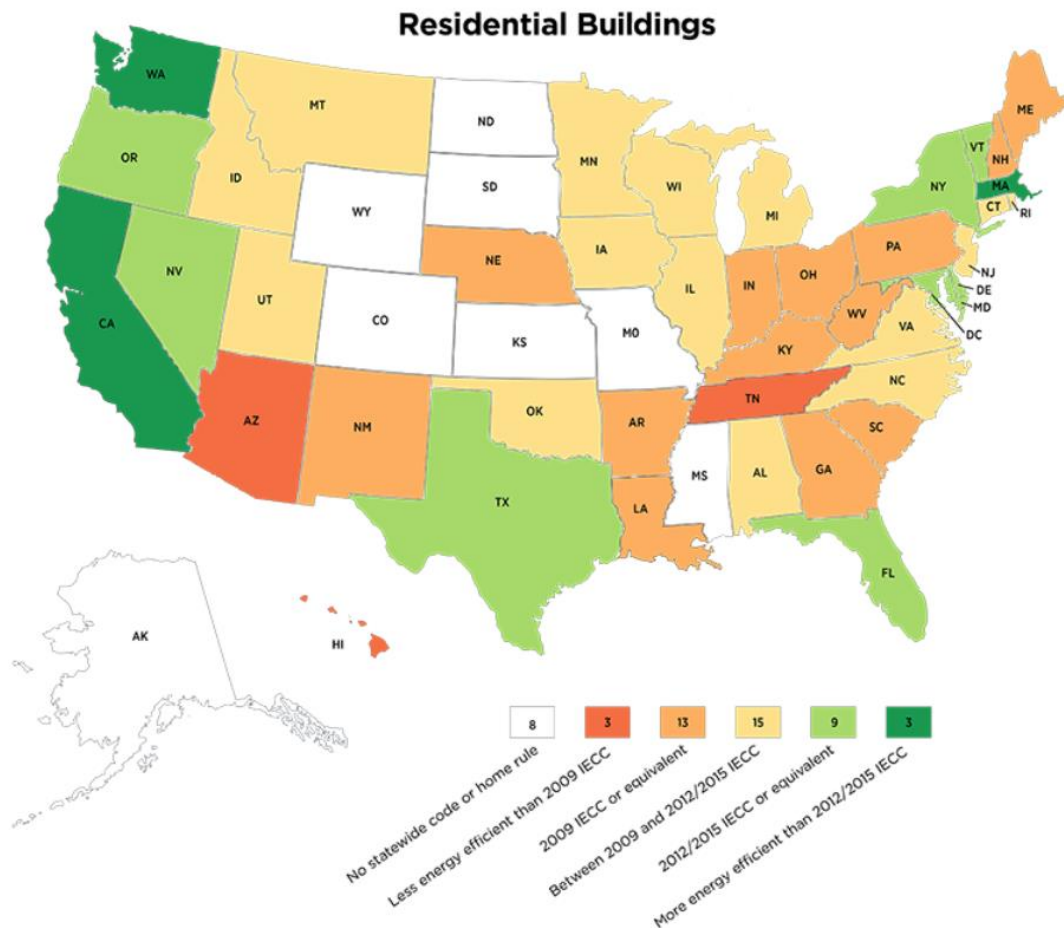 Residential Buildings
WA
MT
ND
ME
OR
ID
MN
VT
NH
SD
WI
NY
MA
WY
MI
CT
RI
IA
PA
NE
NV
IN
OH
NJ
UT
IL
DE
MD
CO
WV
CA
KS
MO
VA
DC
KY
NC
TN
AZ
NM
OK
AR
SC
MS
AL
GA
TX
LA
FL
AK
HI
8
3
13
15
9
3
No statewide code or home rule
Less energy efficient than 2009 IECC
2009 IECC or equivalent
Between 2009 and 2012/2015 IECC
2012/2015 IECC or equivalent
More energy efficient than 2012/2015 IECC